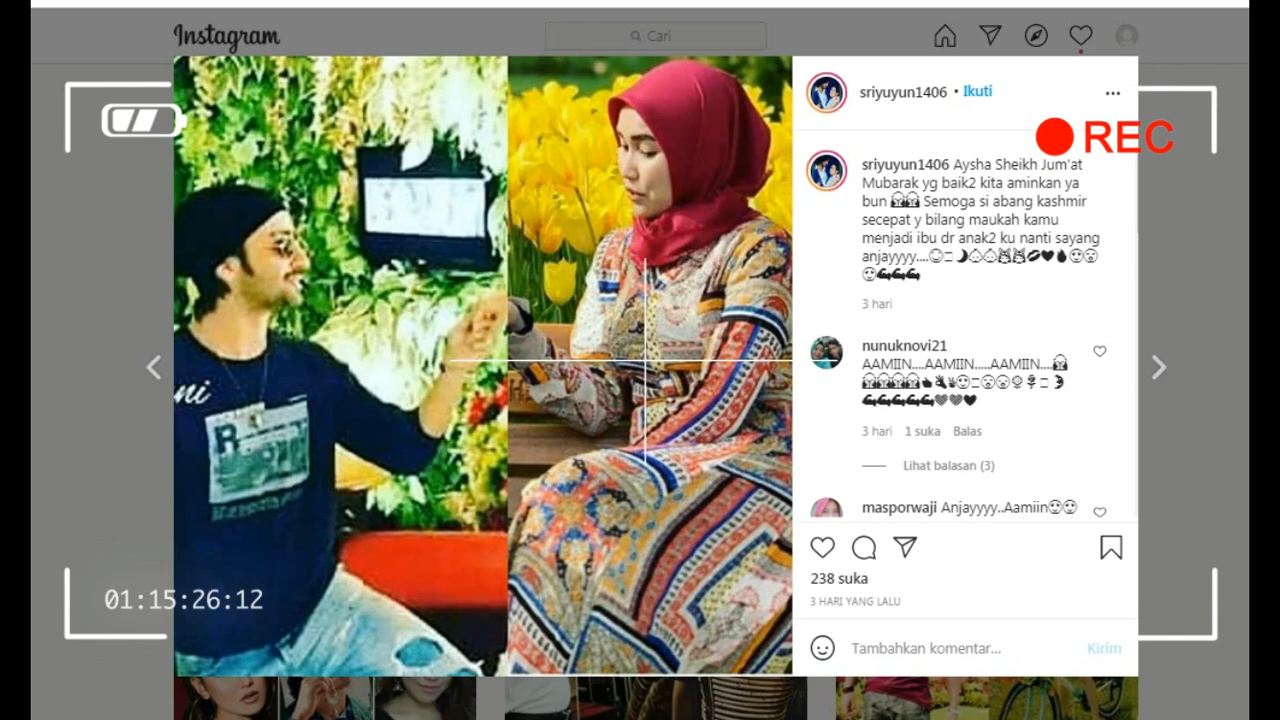 Instagram
Cari
sriyuyun1406 • Ikuti
REC
sriyuyun1406 Aysha Sheikh Jum'at
Mubarak yg baik2 kita aminkan ya
bun Semoga si abang kashmir
secepat y bilang maukah kamu
menjadi ibu dr anak2 ku nanti sayang
anjayyyy....
3 hari
nunuknovi21
AAMIIN....AAMIIN.....AAMIIN....
3 hari 1 suka Balas
Lihat balasan (3)
masporwaji Anjayyyy..Aamiin
238 suka
3 HARI YANG LALU
Tambahkan komentar... Kirim
01:15:26:12